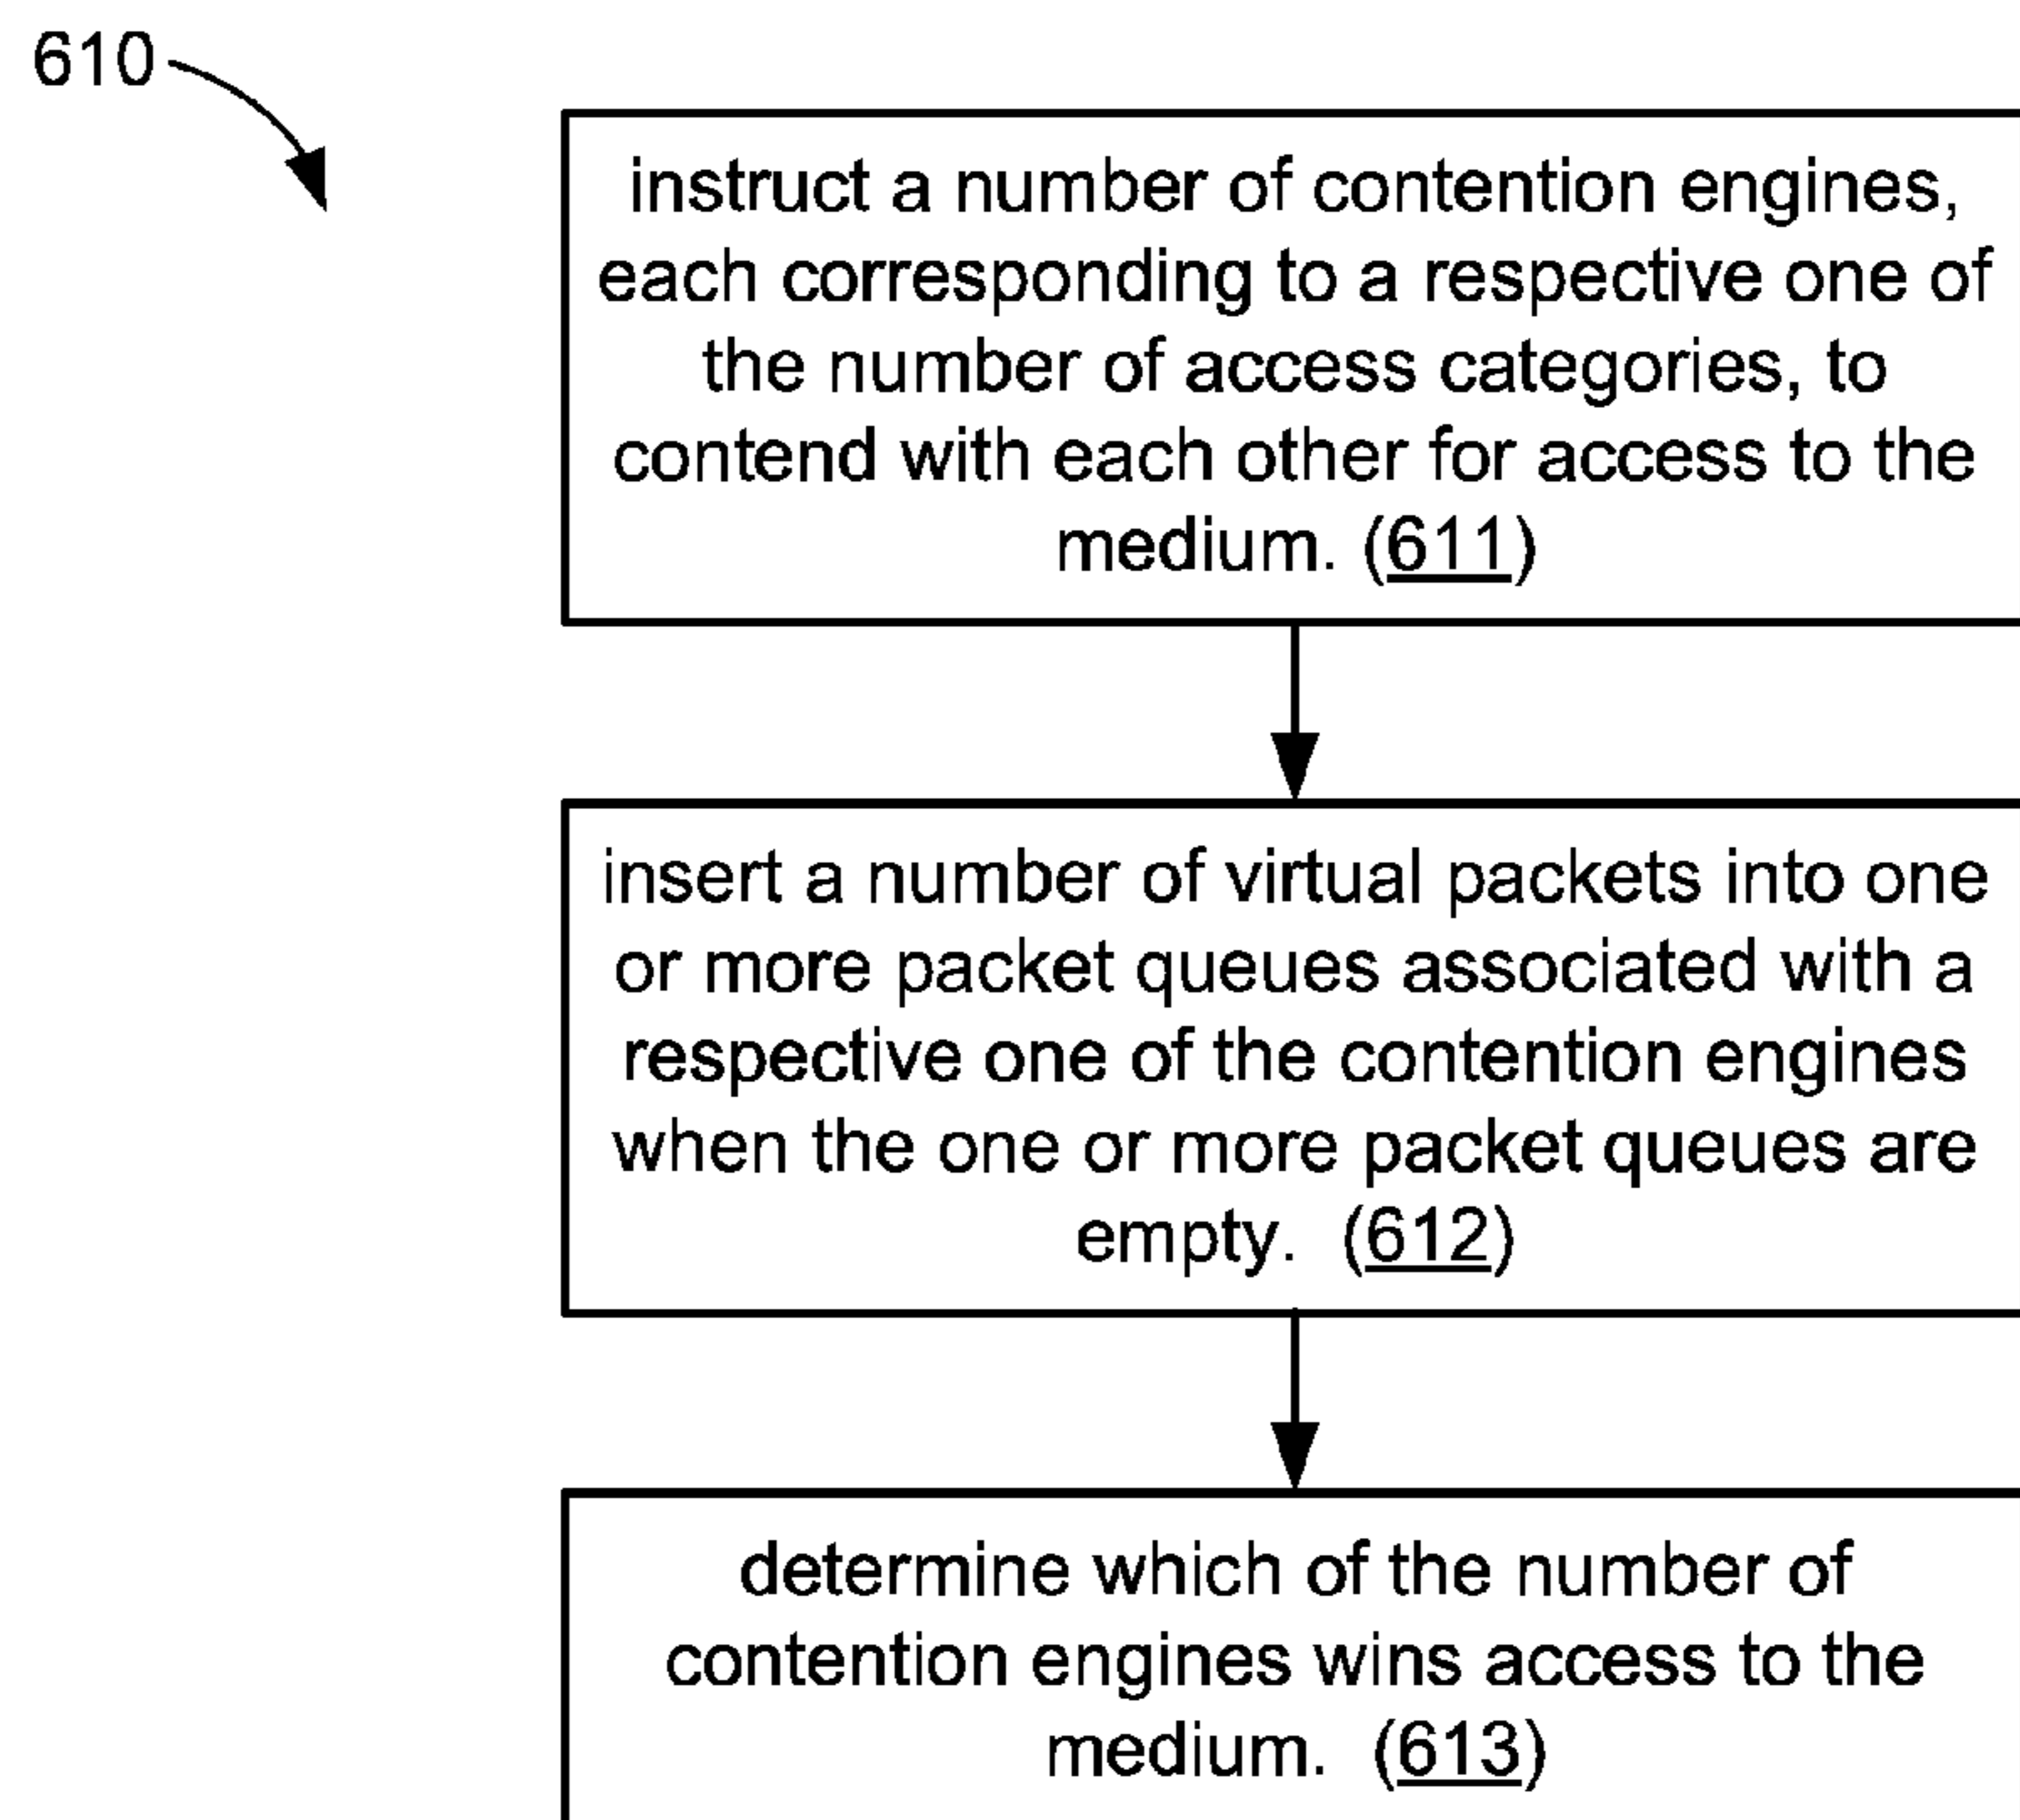 610
instruct a number of contention engines,
each corresponding to a respective one of
the number of access categories, to
contend with each other for access to the
medium. (611)
insert a number of virtual packets into one
or more packet queues associated with a
respective one of the contention engines
when the one or more packet queues are
empty. (612)
determine which of the number of
contention engines wins access to the
medium. (613)